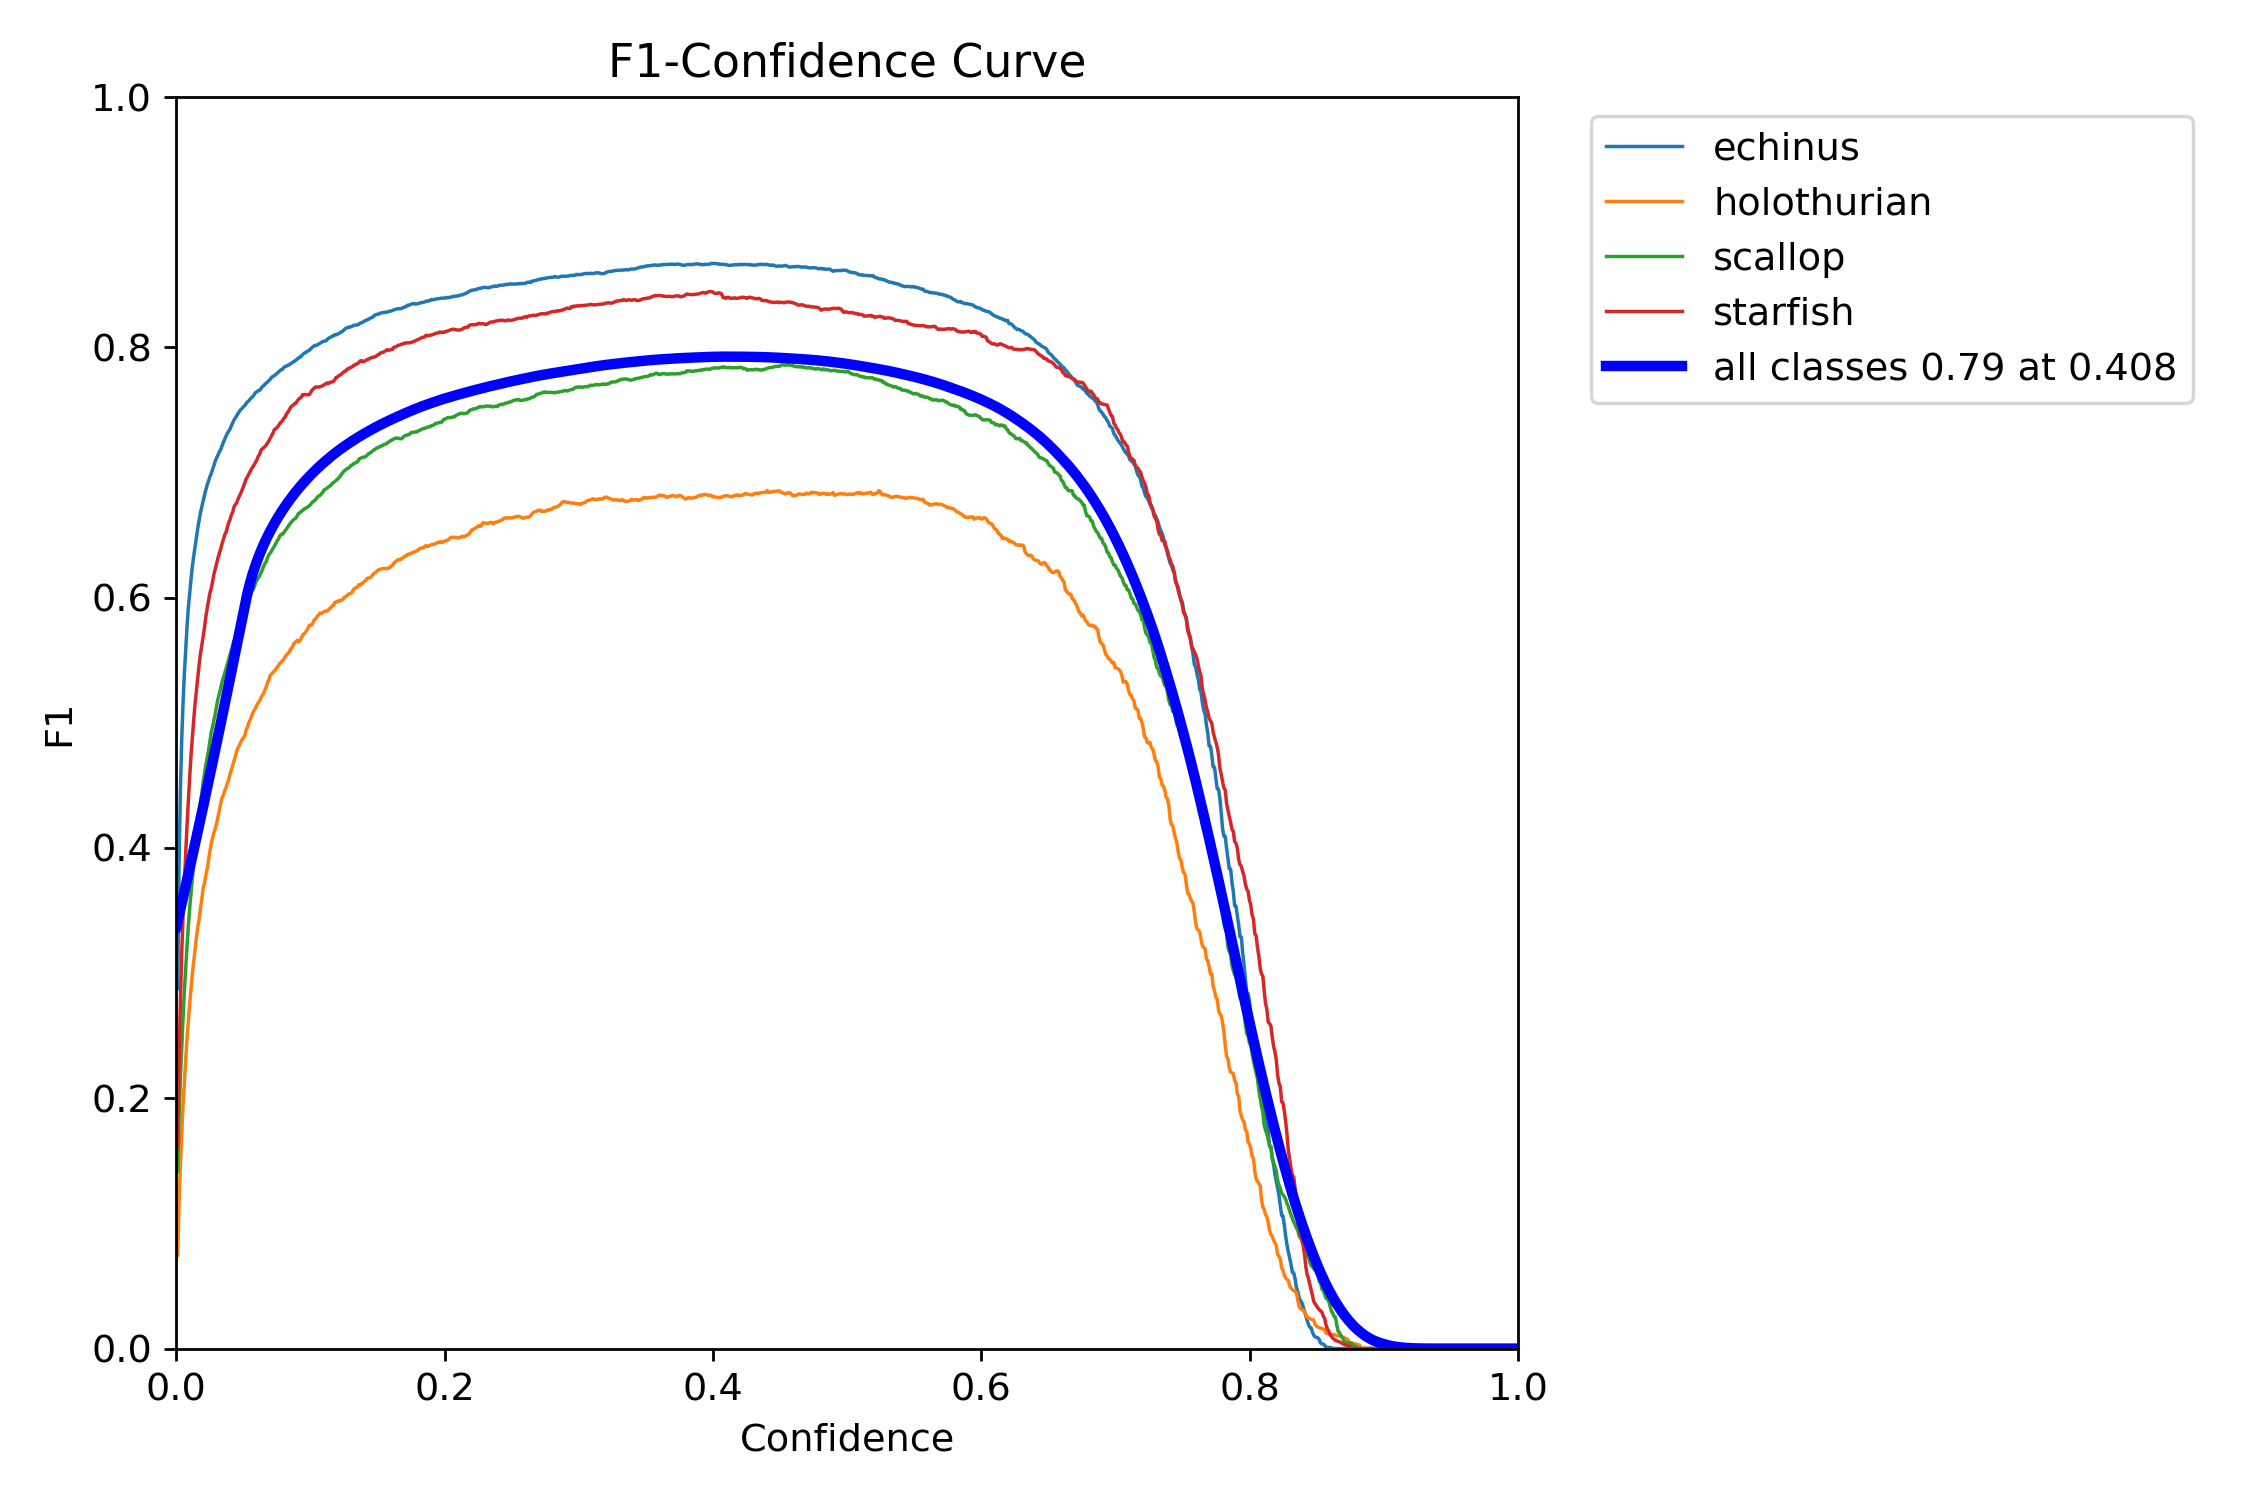 F1-Confidence Curve
1.0
0.8
0.6
0.4
0.2
0.0
F1
0.0 0.2 0.4 0.6 0.8 1.0
Confidence
echinus
holothurian
scallop
starfish
all classes 0.79 at 0.408